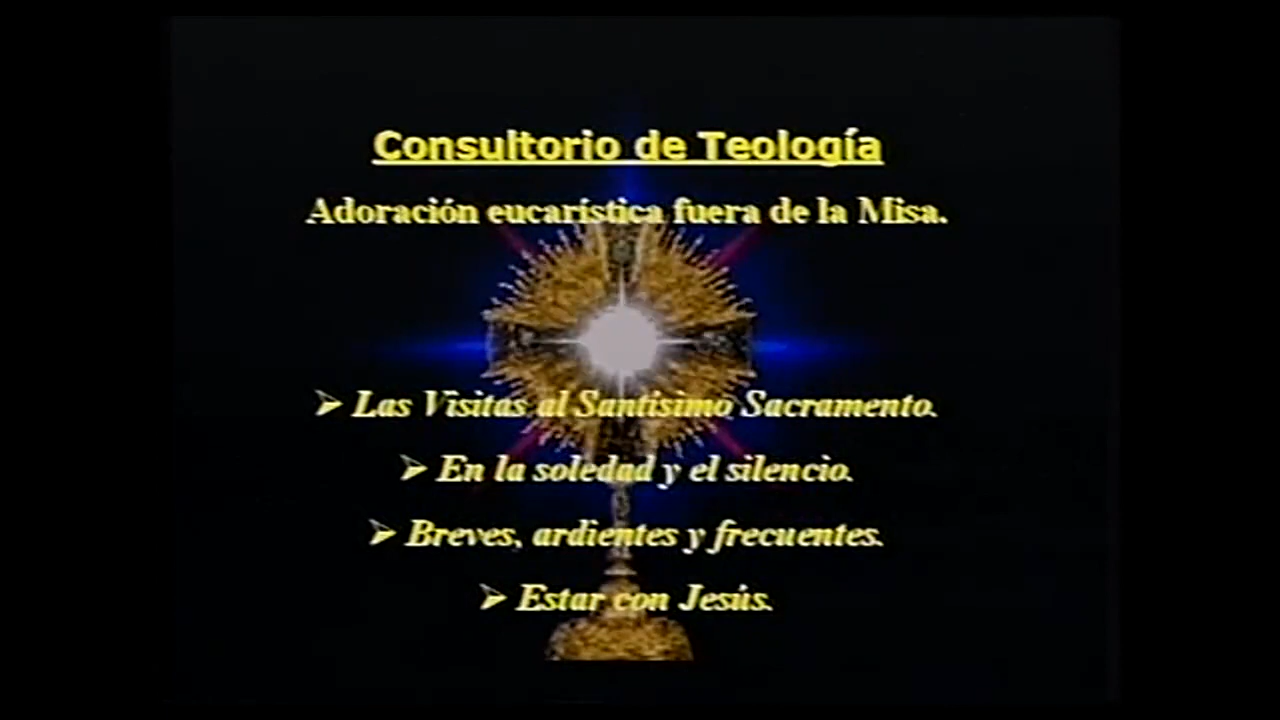 Consultorio de Teología
Adoración eucarística fuera de la Misa.
➢ Las Visitas al Santísimo Sacramento.
➢ En la soledad y el silencio.
➢ Breves, ardientes y frecuentes.
➢ Estar con Jesús.